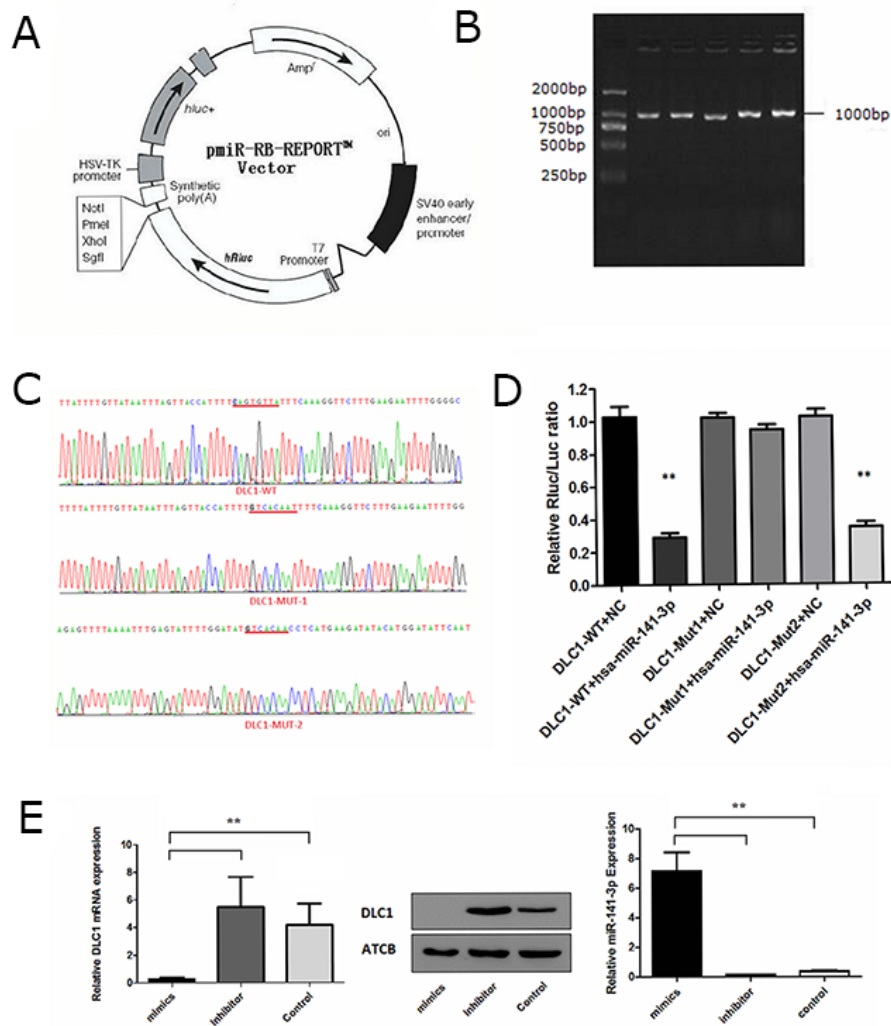 A
Ampʳ
hluc+
ori
pmiR-RB-REPORT™
Vector
HSV-TK
promoter
Synthetic
poly(A)
NotI
PmeI
XhoI
SgfI
SV40 early
enhancer/
promoter
T7
Promoter
hRluc
B
2000bp
1000bp
750bp
500bp
250bp
1000bp
C
TTATTTTGTTATAATTTAGTTACCATTTTCAGTGTTATTTCAAAGGTTCTTTGAAGAATTTTGGGGC
DLC1-WT
TTTTATTTTGTTATAATTTAGTTACCATTTTGTCACAATTTTCAAAGGTTCTTTGAAGAATTTTGG
DLC1-MUT-1
AGAGTTTTAAAATTTGAGTATTTTGGATATGTCACAACCTCATGAAGATATACATGGATATTCAAT
DLC1-MUT-2
D
Relative Rluc/Luc ratio
1.2
1.0
0.8
0.6
0.4
0.2
0.0
**
**
DLC1-WT+NC
DLC1-WT+hsa-miR-141-3p
DLC1-Mut1+NC
DLC1-Mut1+hsa-miR-141-3p
DLC1-Mut2+NC
DLC1-Mut2+hsa-miR-141-3p
E
Relative DLC1 mRNA expression
10
8
6
4
2
0
**
mimics
Inhibitor
Control
DLC1
ATCB
mimics
Inhibitor
Control
Relative miR-141-3p Expression
10
8
6
4
2
0
**
mimics
inhibitor
control